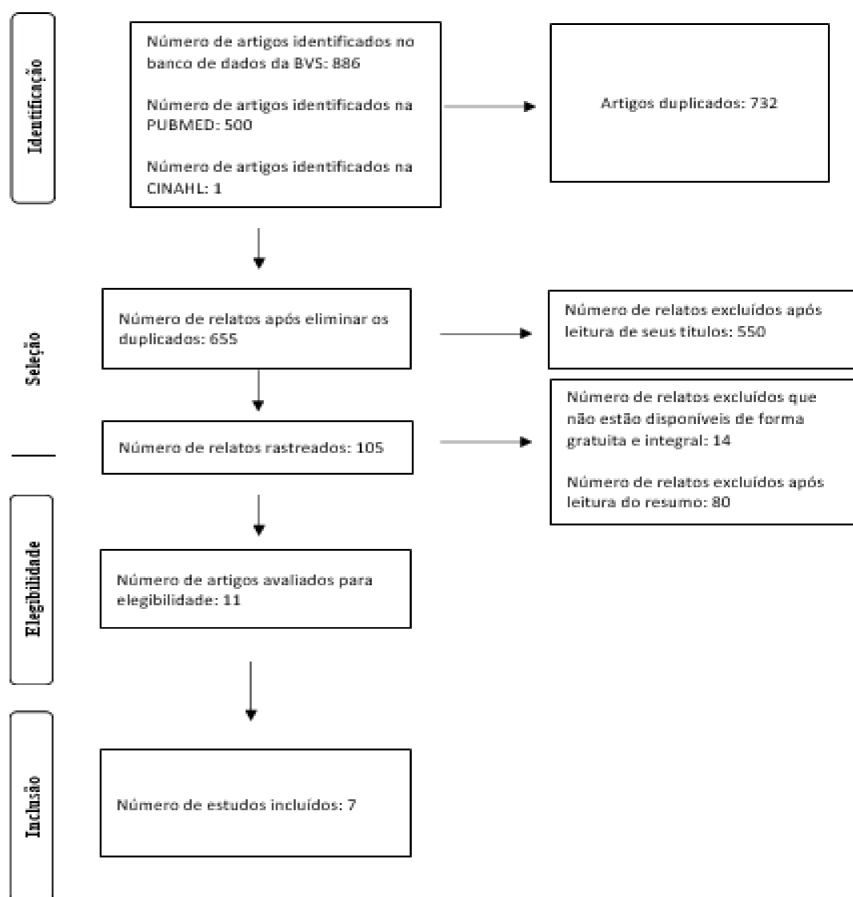 Identificação
Número de artigos identificados no
banco de dados da BVS: 886
Número de artigos identificados na
PUBMED: 500
Número de artigos identificados na
CINAHL: 1
Artigos duplicados: 732
Seleção
Número de relatos após eliminar os
duplicados: 655
Número de relatos excluídos após
leitura de seus títulos: 550
Número de relatos rastreados: 105
Número de relatos excluídos que
não estão disponíveis de forma
gratuita e integral: 14
Número de relatos excluídos após
leitura do resumo: 80
Elegibilidade
Número de artigos avaliados para
elegibilidade: 11
Inclusão
Número de estudos incluídos: 7